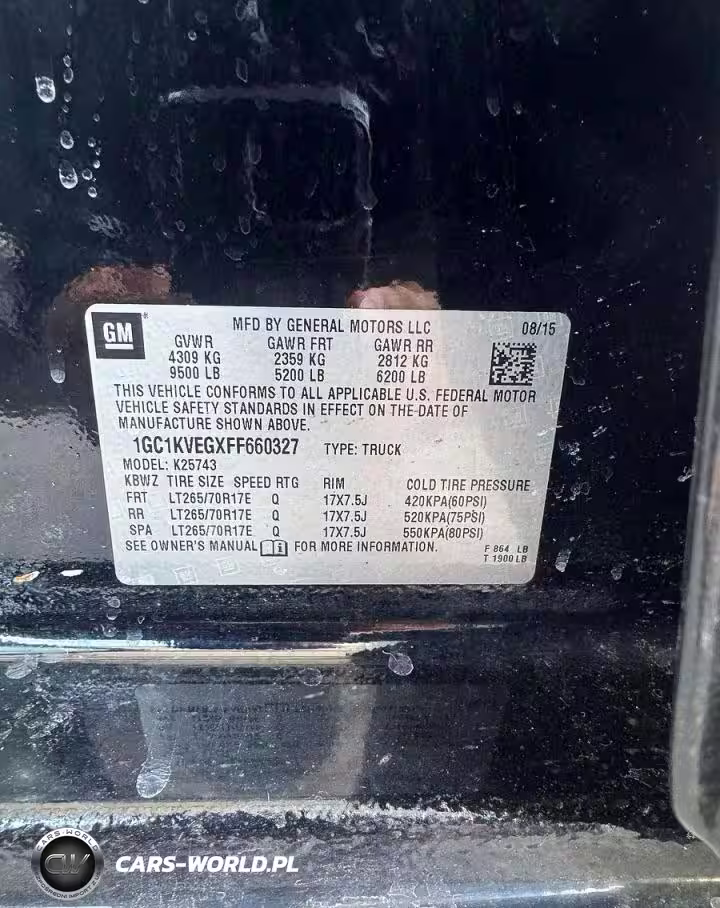 GM
MFD BY GENERAL MOTORS LLC 08/15
GVWR GAWR FRT GAWR RR
4309 KG 2359 KG 2812 KG
9500 LB 5200 LB 6200 LB
THIS VEHICLE CONFORMS TO ALL APPLICABLE U.S. FEDERAL MOTOR
VEHICLE SAFETY STANDARDS IN EFFECT ON THE DATE OF
MANUFACTURE SHOWN ABOVE.
1GC1KVEGXFF660327 TYPE: TRUCK
MODEL: K25743
KBWZ TIRE SIZE SPEED RTG RIM COLD TIRE PRESSURE
FRT LT265/70R17E Q 17X7.5J 420KPA(60PSI)
RR LT265/70R17E Q 17X7.5J 520KPA(75PSI)
SPA LT265/70R17E Q 17X7.5J 550KPA(80PSI)
SEE OWNER'S MANUAL FOR MORE INFORMATION.
F 864 LB
T 1900 LB
CARS-WORLD
CW
CARS-WORLD.PL